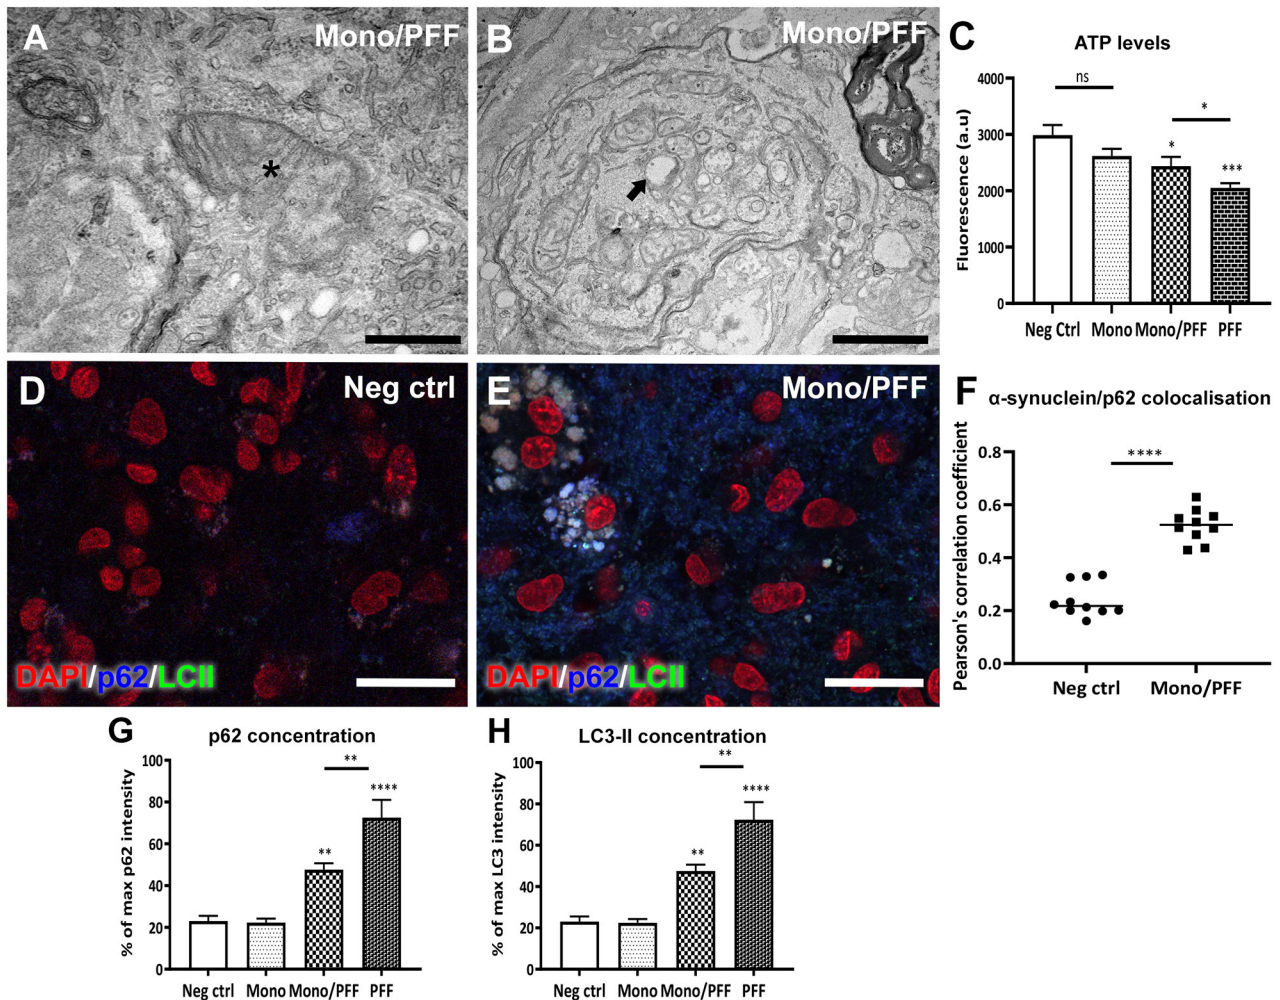 A
Mono/PFF
*
B
Mono/PFF
C
ATP levels
Fluorescence (a.u)
4000
3000
2000
1000
0
ns
*
*
***
Neg Ctrl
Mono
Mono/PFF
PFF
D
Neg ctrl
DAPI/p62/LCII
E
Mono/PFF
DAPI/p62/LCII
F
α-synuclein/p62 colocalisation
Pearson's correlation coefficient
0.8
0.6
0.4
0.2
0.0
****
Neg ctrl
Mono/PFF
G
p62 concentration
% of max p62 intensity
100
80
60
40
20
0
**
**
****
Neg ctrl
Mono
Mono/PFF
PFF
H
LC3-II concentration
% of max LC3 intensity
100
80
60
40
20
0
**
**
****
Neg ctrl
Mono
Mono/PFF
PFF